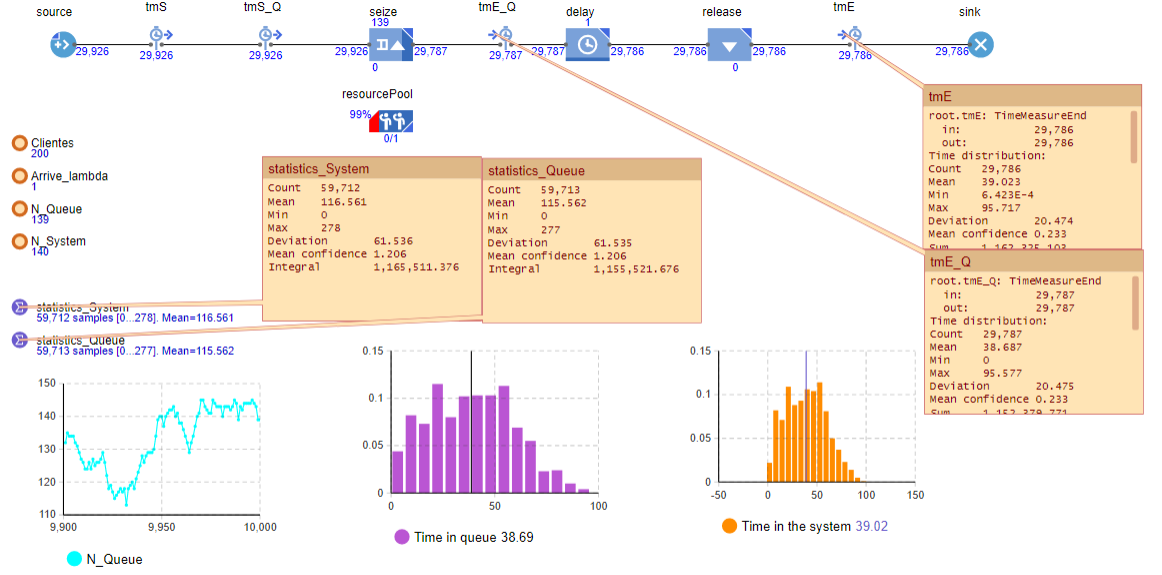 source
tmS
tmS_Q
seize
tmE_Q
delay
release
tmE
sink
139
1
29,926
29,926
29,926
29,926
29,787
29,787
29,787
29,786
29,786
29,786
29,786
29,786
0
0
resourcePool
99%
0/1
Clientes
200
Arrive_lambda
1
N_Queue
139
N_System
140
statistics_System
Count 59,712
Mean 116.561
Min 0
Max 278
Deviation 61.536
Mean confidence 1.206
Integral 1,165,511.376
statistics_Queue
Count 59,713
Mean 115.562
Min 0
Max 277
Deviation 61.535
Mean confidence 1.206
Integral 1,155,521.676
tmE
root.tmE: TimeMeasureEnd
in: 29,786
out: 29,786
Time distribution:
Count 29,786
Mean 39.023
Min 6.423E-4
Max 95.717
Deviation 20.474
Mean confidence 0.233
Sum 1,162,325.103
tmE_Q
root.tmE_Q: TimeMeasureEnd
in: 29,787
out: 29,787
Time distribution:
Count 29,787
Mean 38.687
Min 0
Max 95.577
Deviation 20.475
Mean confidence 0.233
Sum 1,152,379.771
statistics_System
59,712 samples [0...278]. Mean=116.561
statistics_Queue
59,713 samples [0...277]. Mean=115.562
150
140
130
120
110
9,900
9,950
10,000
N_Queue
0.15
0.1
0.05
0
0
50
100
Time in queue 38.69
0.15
0.1
0.05
0
-50
0
50
100
150
Time in the system 39.02